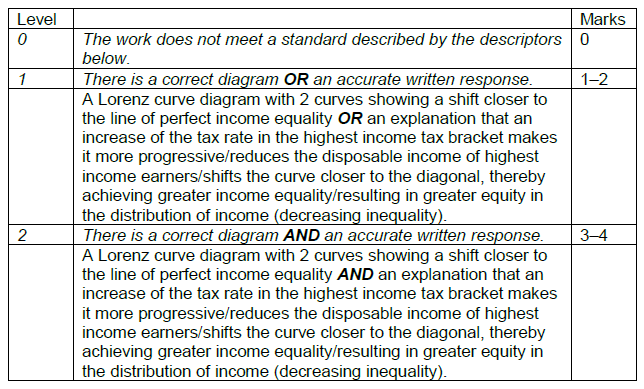 Level Marks
0 The work does not meet a standard described by the descriptors 0
below.
1 There is a correct diagram OR an accurate written response. 1–2
A Lorenz curve diagram with 2 curves showing a shift closer to
the line of perfect income equality OR an explanation that an
increase of the tax rate in the highest income tax bracket makes
it more progressive/reduces the disposable income of highest
income earners/shifts the curve closer to the diagonal, thereby
achieving greater income equality/resulting in greater equity in
the distribution of income (decreasing inequality).
2 There is a correct diagram AND an accurate written response. 3–4
A Lorenz curve diagram with 2 curves showing a shift closer to
the line of perfect income equality AND an explanation that an
increase of the tax rate in the highest income tax bracket makes
it more progressive/reduces the disposable income of highest
income earners/shifts the curve closer to the diagonal, thereby
achieving greater income equality/resulting in greater equity in
the distribution of income (decreasing inequality).